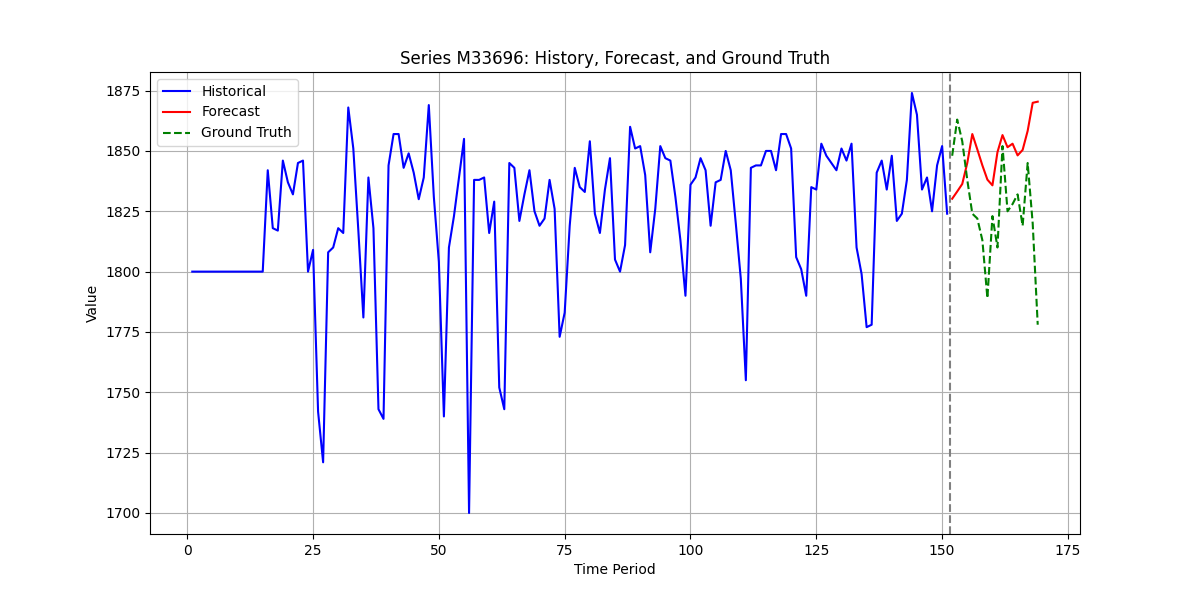 Series M33696: History, Forecast, and Ground Truth
Historical
Forecast
Ground Truth
1875
1850
1825
1800
1775
1750
1725
1700
Value
0 25 50 75 100 125 150 175
Time Period